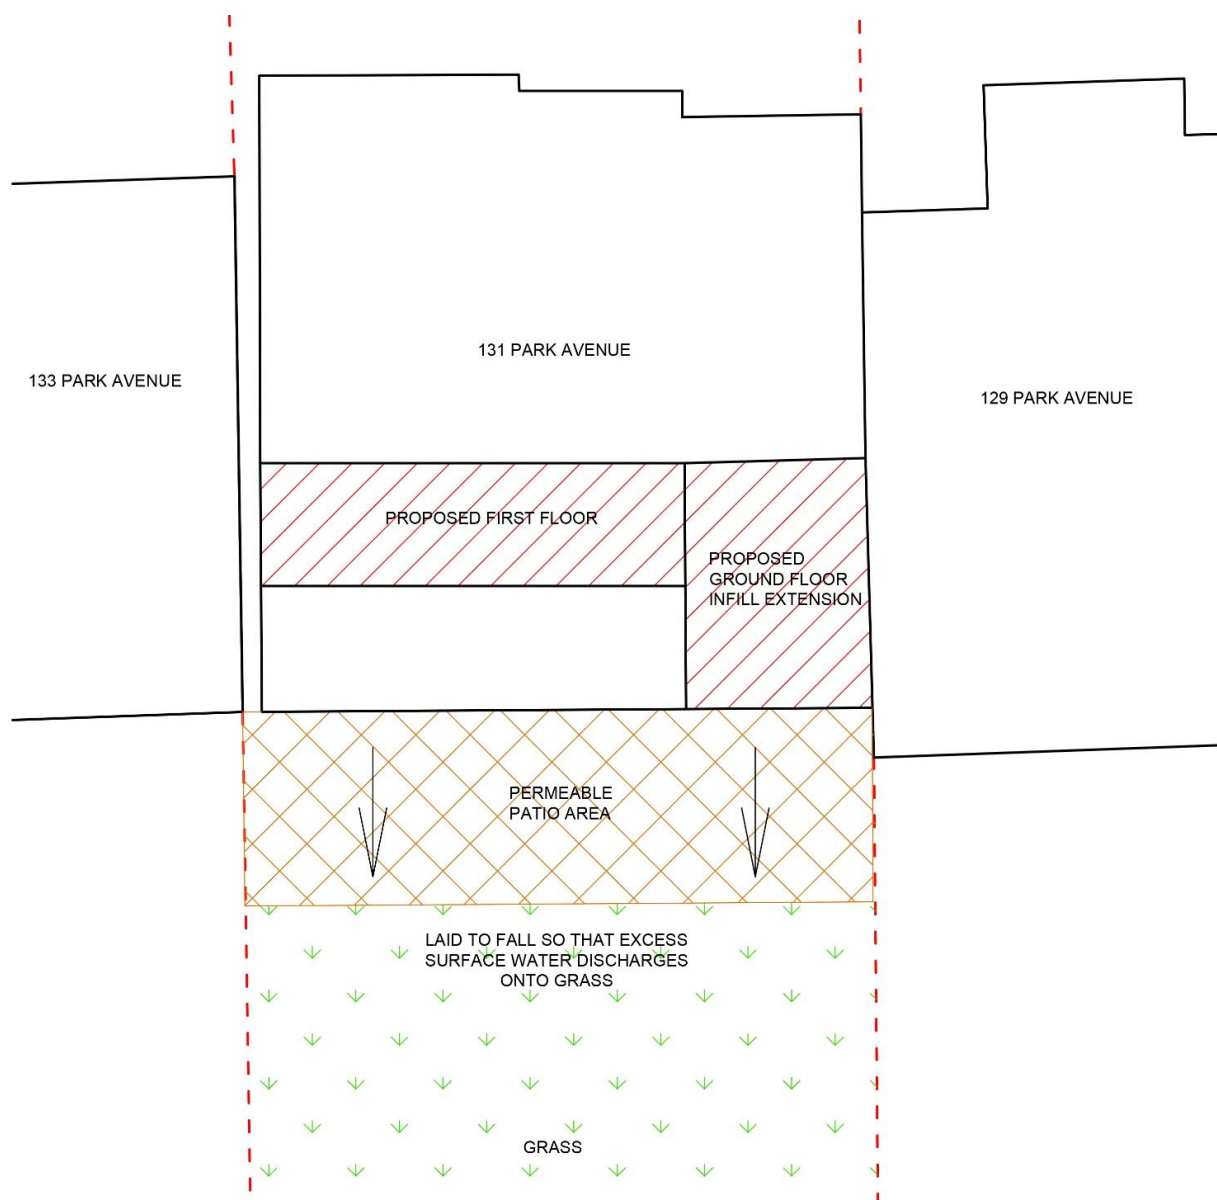 131 PARK AVENUE
133 PARK AVENUE
129 PARK AVENUE
PROPOSED FIRST FLOOR
PROPOSED
GROUND FLOOR
INFILL EXTENSION
PERMEABLE
PATIO AREA
LAID TO FALL SO THAT EXCESS
SURFACE WATER DISCHARGES
ONTO GRASS
GRASS